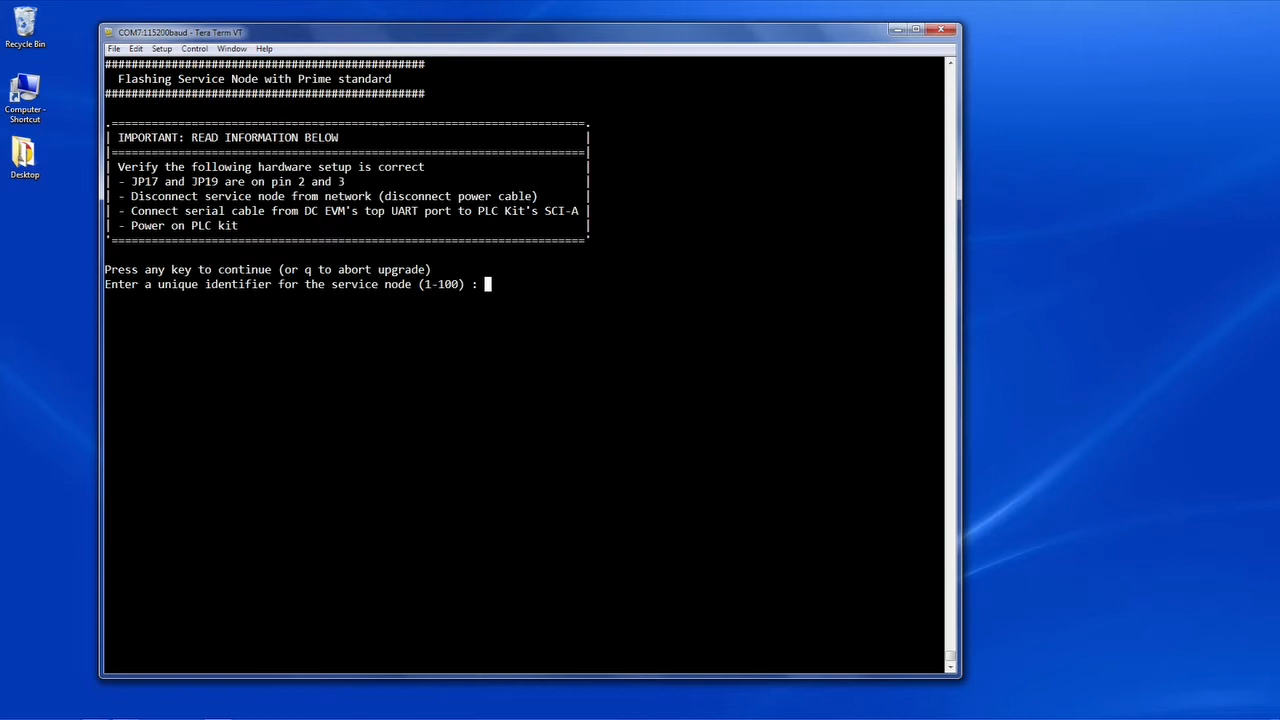 Recycle Bin
Computer - Shortcut
Desktop
COM7:115200baud - Tera Term VT
File Edit Setup Control Window Help
################################################
Flashing Service Node with Prime standard
################################################
.=======================================================================.
| IMPORTANT: READ INFORMATION BELOW |
|=======================================================================|
| Verify the following hardware setup is correct |
| - JP17 and JP19 are on pin 2 and 3 |
| - Disconnect service node from network (disconnect power cable) |
| - Connect serial cable from DC EVM's top UART port to PLC Kit's SCI-A |
| - Power on PLC kit |
'======================================================================='
Press any key to continue (or q to abort upgrade)
Enter a unique identifier for the service node (1-100) :